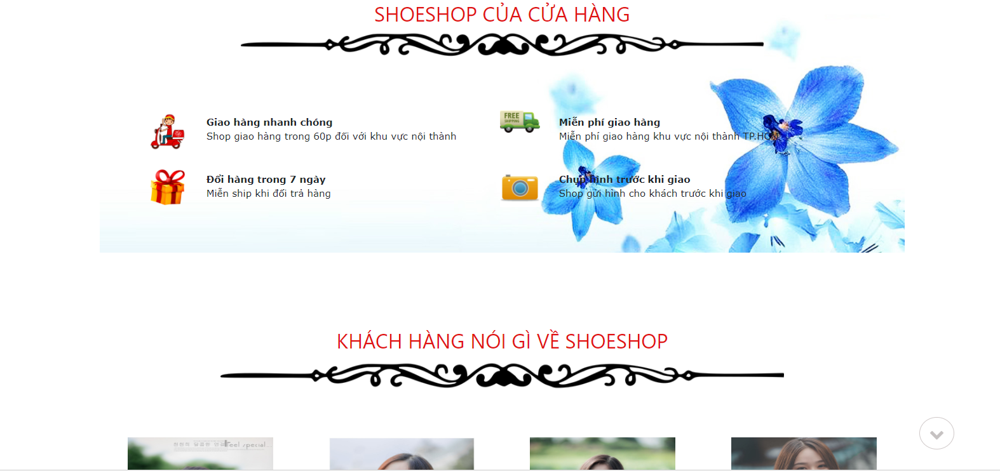 SHOESHOP CỦA CỬA HÀNG
Giao hàng nhanh chóng
Shop giao hàng trong 60p đối với khu vực nội thành
FREE
SHIPPING
Miễn phí giao hàng
Miễn phí giao hàng khu vực nội thành TP.HCM
Đổi hàng trong 7 ngày
Miễn ship khi đổi trả hàng
Chụp hình trước khi giao
Shop gửi hình cho khách trước khi giao
KHÁCH HÀNG NÓI GÌ VỀ SHOESHOP
Feel special...